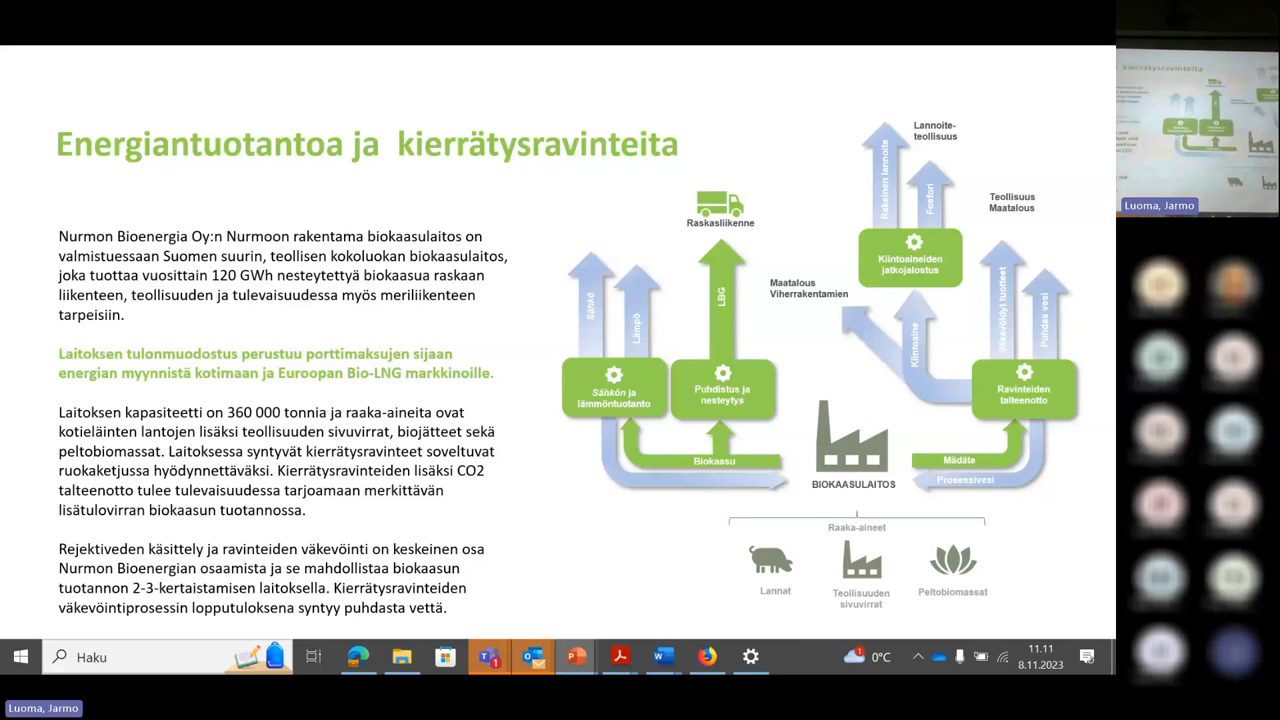 Energiantuotantoa ja kierrätysravinteita
Nurmon Bioenergia Oy:n Nurmoon rakentama biokaasulaitos on
valmistuessaan Suomen suurin, teollisen kokoluokan biokaasulaitos,
joka tuottaa vuosittain 120 GWh nesteytettyä biokaasua raskaan
liikenteen, teollisuuden ja tulevaisuudessa myös meriliikenteen
tarpeisiin.
Laitoksen tulonmuodostus perustuu porttimaksujen sijaan
energian myynnistä kotimaan ja Euroopan Bio-LNG markkinoille.
Laitoksen kapasiteetti on 360 000 tonnia ja raaka-aineita ovat
kotieläinten lantojen lisäksi teollisuuden sivuvirrat, biojätteet sekä
peltobiomassat. Laitoksessa syntyvät kierrätysravinteet soveltuvat
ruokaketjussa hyödynnettäväksi. Kierrätysravinteiden lisäksi CO2
talteenotto tulee tulevaisuudessa tarjoamaan merkittävän
lisätulovirran biokaasun tuotannossa.
Rejektiveden käsittely ja ravinteiden väkevöinti on keskeinen osa
Nurmon Bioenergian osaamista ja se mahdollistaa biokaasun
tuotannon 2-3-kertaistamisen laitoksella. Kierrätysravinteiden
väkevöintiprosessin lopputuloksena syntyy puhdasta vettä.
Lannoite-
teollisuus
Rakeinen lannoite
Fosfori
Teollisuus
Maatalous
Raskasliikenne
Kiintoaineiden
jatkojalostus
Maatalous
Viherrakentamien
Sähkö
Lämpö
LBG
Kiintoaine
Väkevöidyt tuotteet
Puhdas vesi
Sähkön ja
lämmöntuotanto
Puhdistus ja
nesteytys
Ravinteiden
talteenotto
Biokaasu
Mädäte
Prosessivesi
BIOKAASULAITOS
Raaka-aineet
Lannat
Teollisuuden
sivuvirrat
Peltobiomassat
Haku
1
1
0°C
11.11
8.11.2023
kierrätysravinteita
Luoma, Jarmo
Luoma, Jarmo